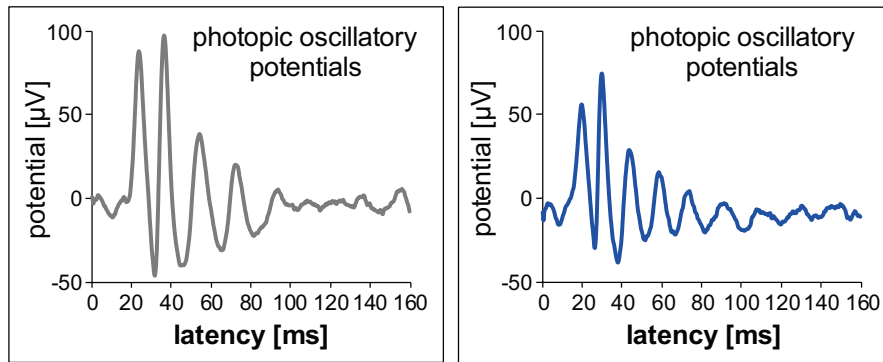 photopic oscillatory
potentials
potential [µV]
100
50
0
-50
0 20 40 60 80 100 120 140 160
latency [ms]
photopic oscillatory
potentials
potential [µV]
100
50
0
-50
0 20 40 60 80 100 120 140 160
latency [ms]